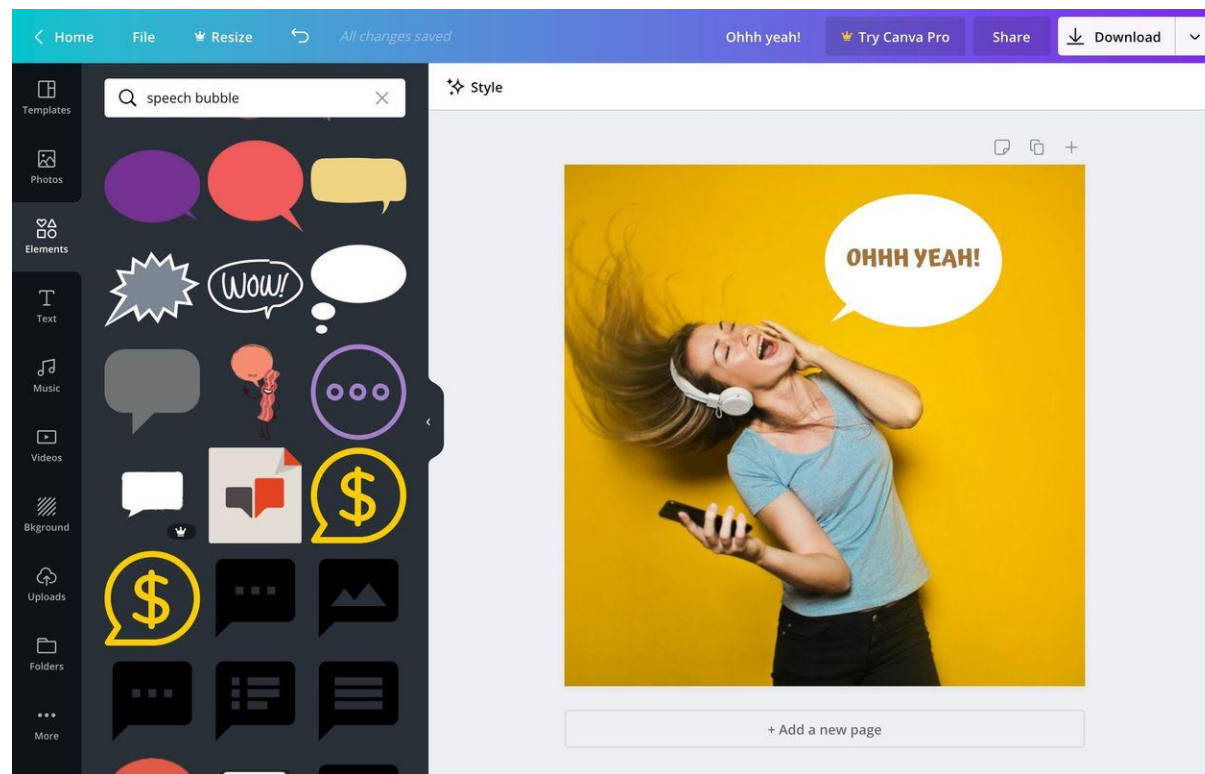 Home File Resize All changes saved Ohhh yeah! Try Canva Pro Share Download
Templates
Photos
Elements
Text
Music
Videos
Bkground
Uploads
Folders
More
speech bubble
Wow!
$
$
Style
OHHH YEAH!
+ Add a new page